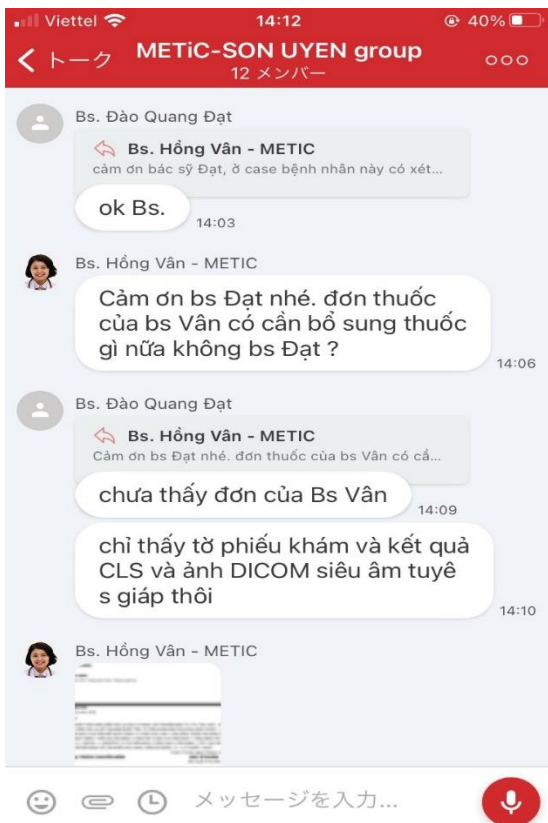 Viettel 14:12 40%
トーク METiC-SON UYEN group
12 メンバー
Bs. Đào Quang Đạt
Bs. Hồng Vân - METIC
cảm ơn bác sỹ Đạt, ở case bệnh nhân này có xét...
ok Bs.
14:03
Bs. Hồng Vân - METIC
Cảm ơn bs Đạt nhé. đơn thuốc
của bs Vân có cần bổ sung thuốc
gì nữa không bs Đạt ?
14:06
Bs. Đào Quang Đạt
Bs. Hồng Vân - METIC
Cảm ơn bs Đạt nhé. đơn thuốc của bs Vân có cầ...
chưa thấy đơn của Bs Vân
14:09
chỉ thấy tờ phiếu khám và kết quả
CLS và ảnh DICOM siêu âm tuyê
s giáp thôi
14:10
Bs. Hồng Vân - METIC
メッセージを入力...